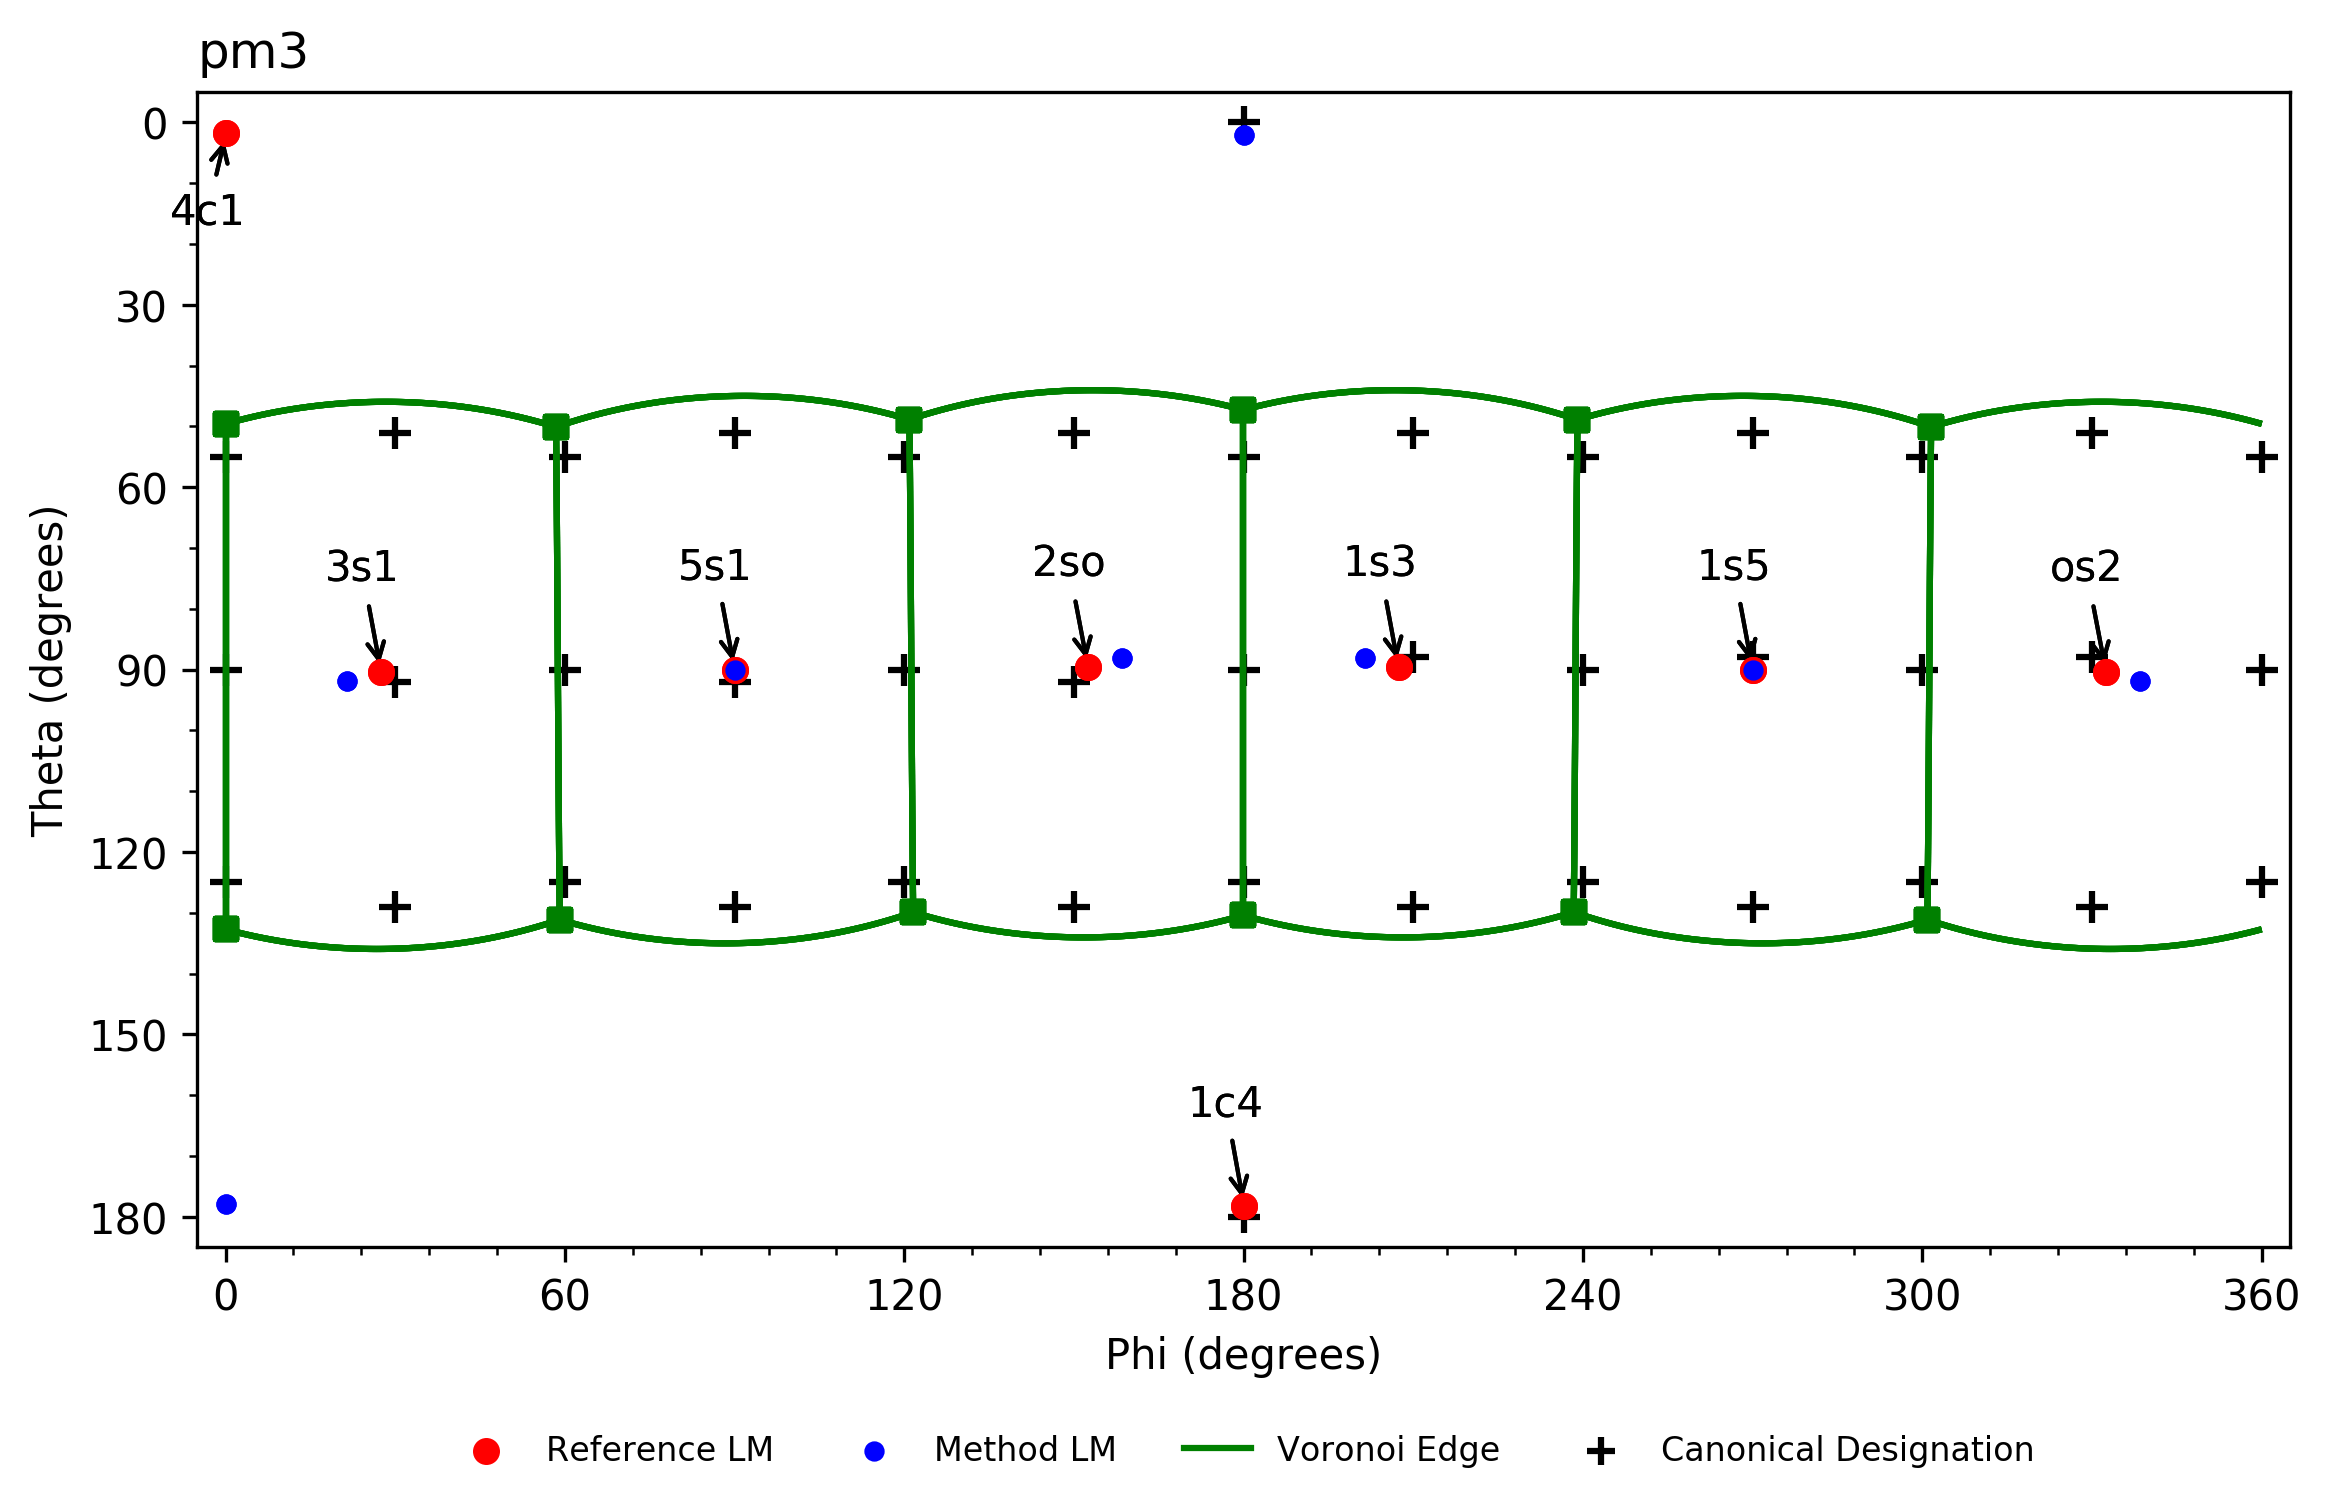 pm3
0
30
60
90
120
150
180
Theta (degrees)
4c1
3s1
5s1
2so
1s3
1s5
os2
1c4
0 60 120 180 240 300 360
Phi (degrees)
Reference LM Method LM Voronoi Edge Canonical Designation